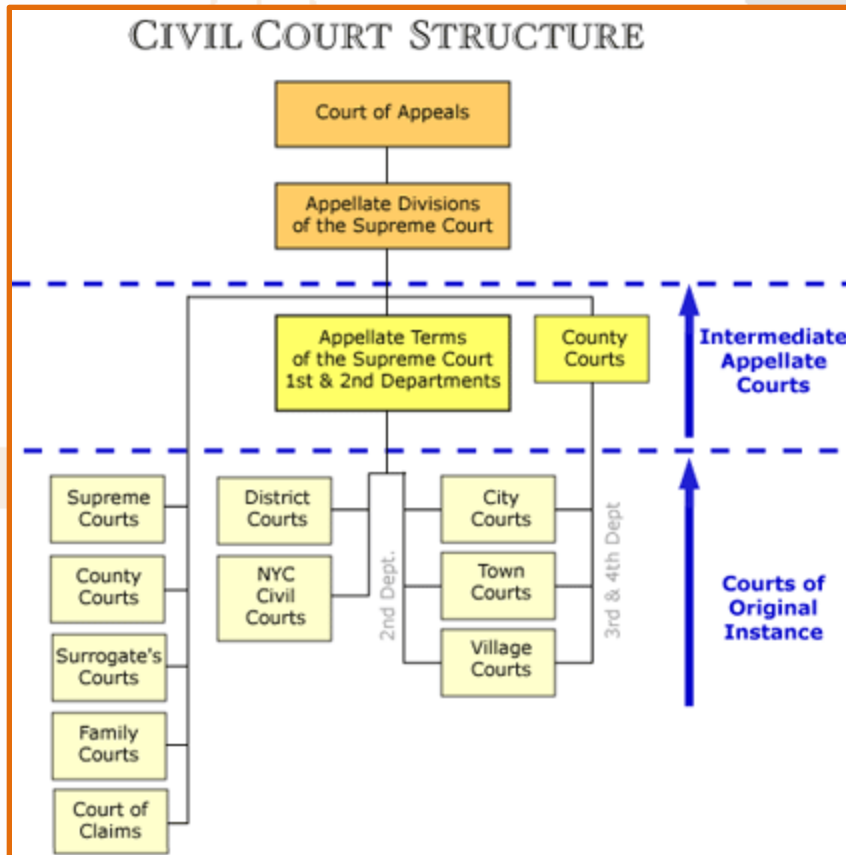 CIVIL COURT STRUCTURE
Court of Appeals
Appellate Divisions
of the Supreme Court
Appellate Terms
of the Supreme Court
1st & 2nd Departments
County
Courts
Intermediate
Appellate
Courts
Supreme
Courts
County
Courts
Surrogate's
Courts
Family
Courts
Court of
Claims
District
Courts
NYC
Civil
Courts
2nd Dept.
City
Courts
Town
Courts
Village
Courts
3rd & 4th Dept
Courts of
Original
Instance